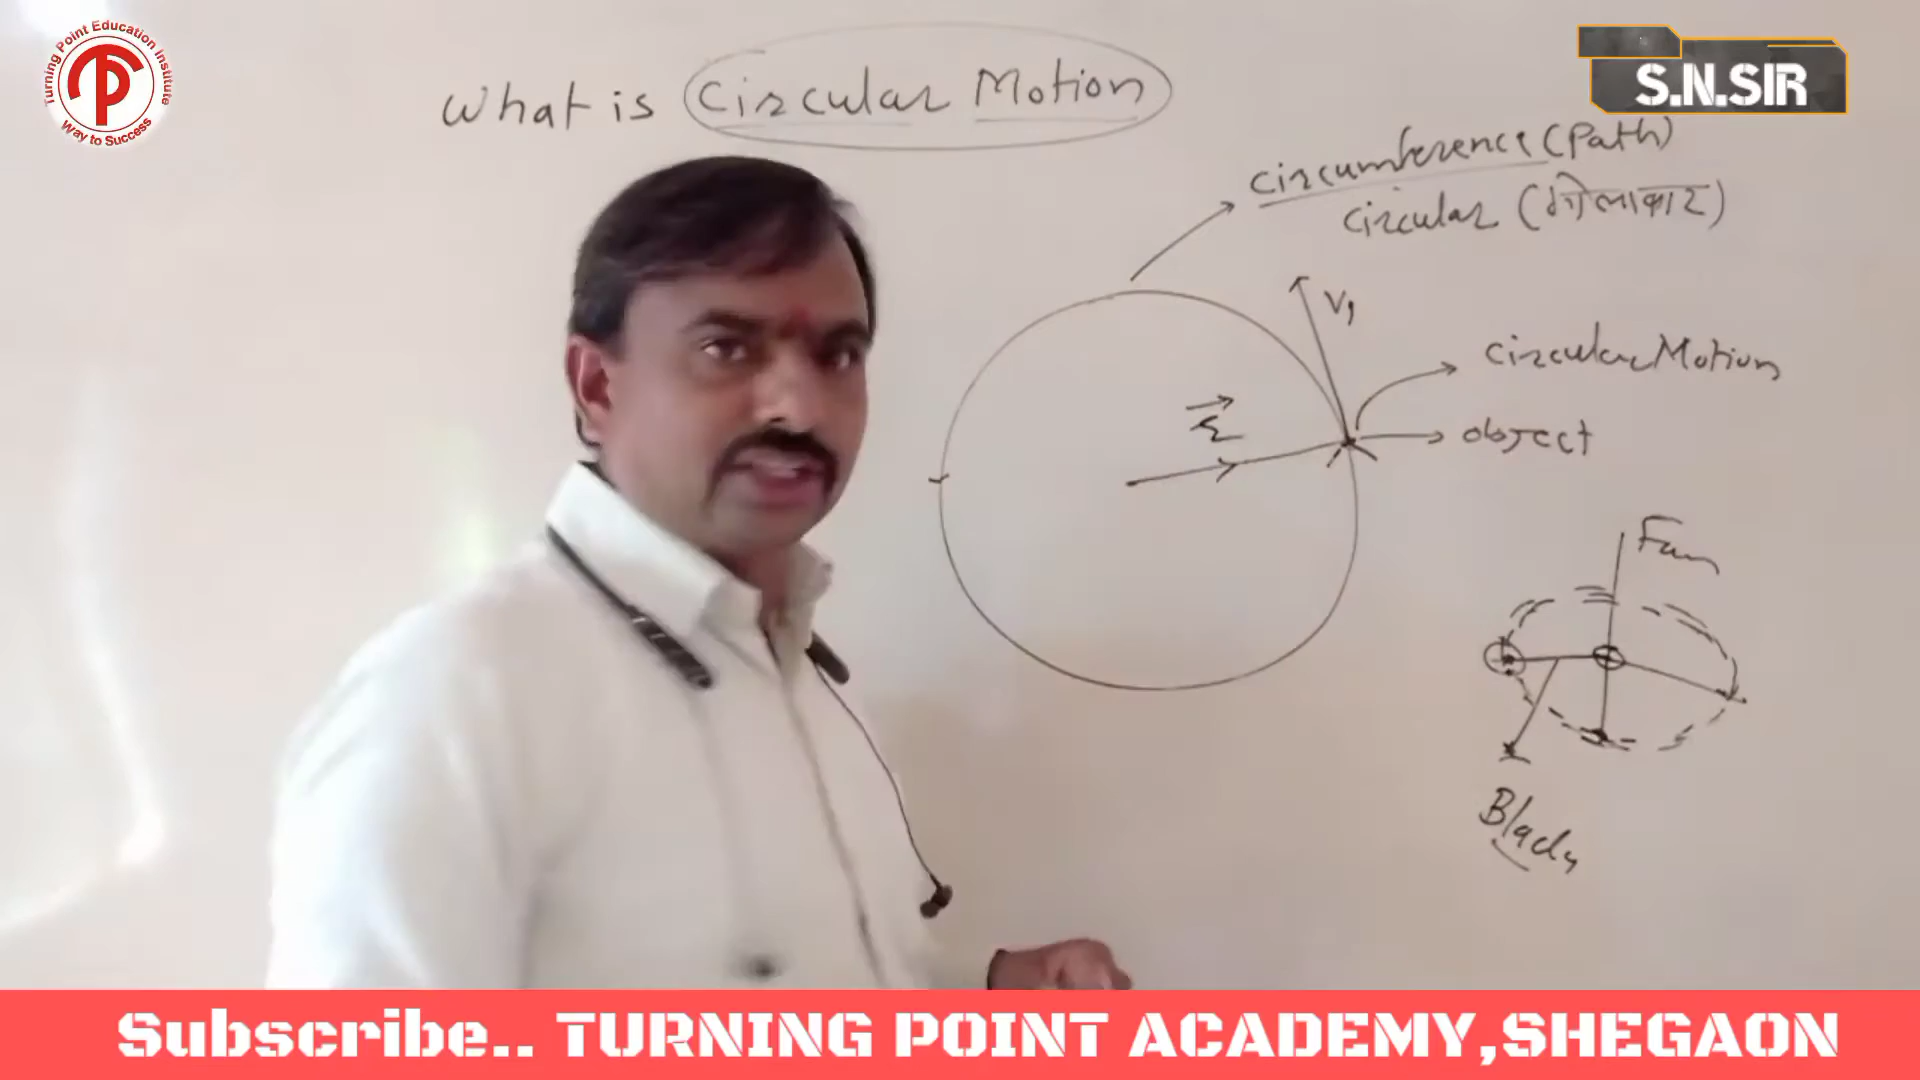 Turning Point Education Institute
Way to Success
S.N.SIR
What is Circular Motion
circumference (Path)
circular (गोलाकार)
V1
circular Motion
r
object
Fan
Blade
Subscribe.. TURNING POINT ACADEMY,SHEGAON